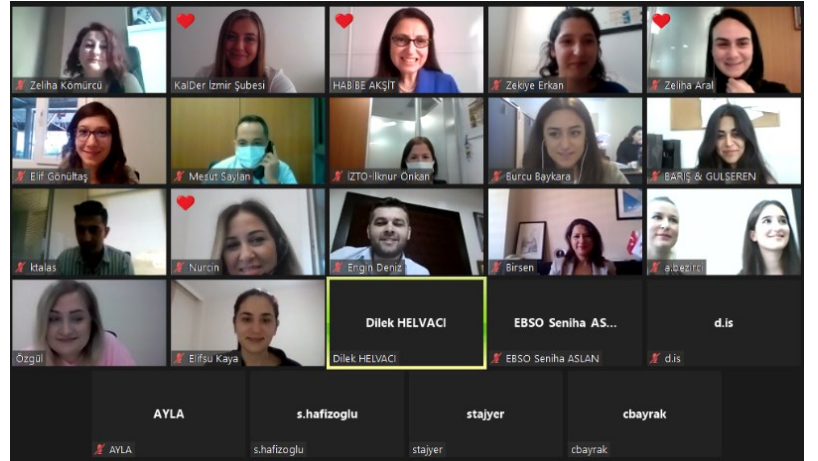 Zeliha Kömürcü
KalDer İzmir Şubesi
HABİBE AKŞİT
Zekiye Erkan
Zeliha Aral
Elif Gönültaş
Mesut Saylan
İZTO-İlknur Önkan
Burcu Baykara
BARIŞ & GULSEREN
ktalas
Nurcin
Engin Deniz
Birsen
a.bezirci
Özgül
Elifsu Kaya
Dilek HELVACI
Dilek HELVACI
EBSO Seniha AS...
EBSO Seniha ASLAN
d.is
d.is
AYLA
AYLA
s.hafizoglu
s.hafizoglu
stajyer
stajyer
cbayrak
cbayrak